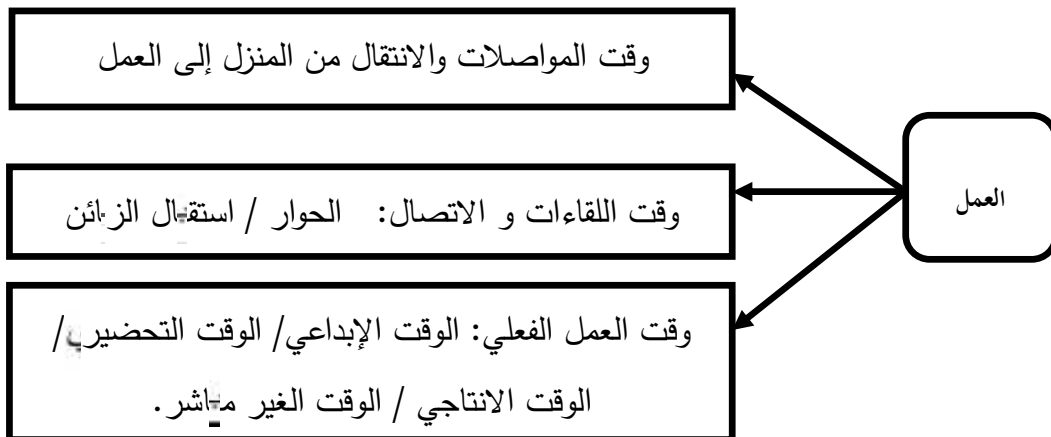 وقت المواصلات والانتقال من المنزل إلى العمل
العمل
وقت اللقاءات و الاتصال: الحوار / استقبال الزبائن
وقت العمل الفعلي: الوقت الإبداعي/ الوقت التحضيري/
الوقت الانتاجي / الوقت الغير مباشر.